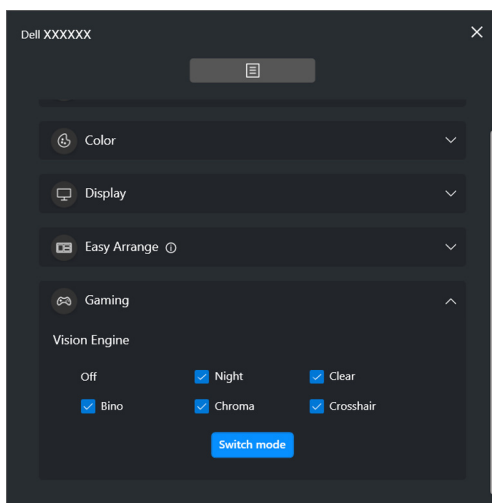 Dell XXXXXX
Color
Display
Easy Arrange
Gaming
Vision Engine
Off Night Clear
Bino Chroma Crosshair
Switch mode